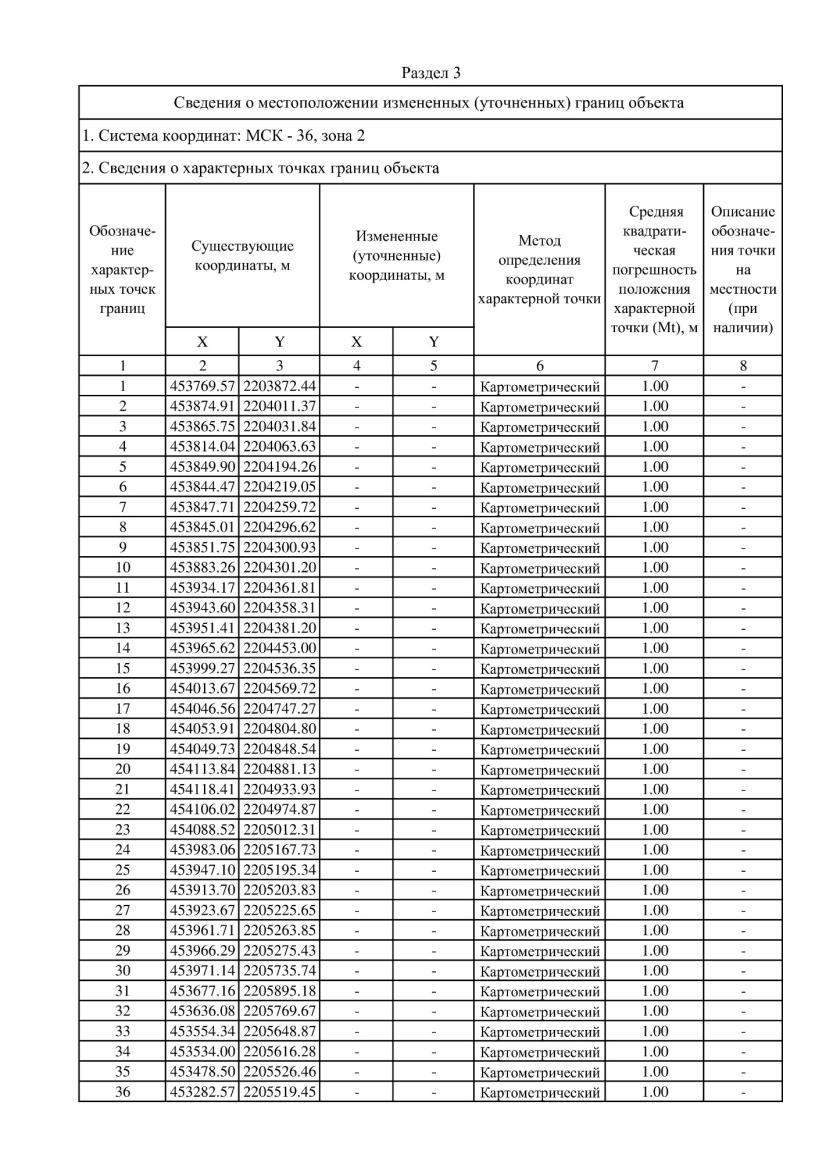 Раздел 3
Сведения о местоположении измененных (уточненных) границ объекта
1. Система координат: МСК - 36, зона 2
2. Сведения о характерных точках границ объекта
Обозначе-
ние
характер-
ных точек
границ
Существующие
координаты, м
Измененные
(уточненные)
координаты, м
Метод
определения
координат
характерной точки
Средняя
квадрати-
ческая
погрешность
положения
характерной
точки (Mt), м
Описание
обозначе-
ния точки
на
местности
(при
наличии)
X Y X Y
1 2 3 4 5 6 7 8
1 453769.57 2203872.44 - - Картометрический 1.00 -
2 453874.91 2204011.37 - - Картометрический 1.00 -
3 453865.75 2204031.84 - - Картометрический 1.00 -
4 453814.04 2204063.63 - - Картометрический 1.00 -
5 453849.90 2204194.26 - - Картометрический 1.00 -
6 453844.47 2204219.05 - - Картометрический 1.00 -
7 453847.71 2204259.72 - - Картометрический 1.00 -
8 453845.01 2204296.62 - - Картометрический 1.00 -
9 453851.75 2204300.93 - - Картометрический 1.00 -
10 453883.26 2204301.20 - - Картометрический 1.00 -
11 453934.17 2204361.81 - - Картометрический 1.00 -
12 453943.60 2204358.31 - - Картометрический 1.00 -
13 453951.41 2204381.20 - - Картометрический 1.00 -
14 453965.62 2204453.00 - - Картометрический 1.00 -
15 453999.27 2204536.35 - - Картометрический 1.00 -
16 454013.67 2204569.72 - - Картометрический 1.00 -
17 454046.56 2204747.27 - - Картометрический 1.00 -
18 454053.91 2204804.80 - - Картометрический 1.00 -
19 454049.73 2204848.54 - - Картометрический 1.00 -
20 454113.84 2204881.13 - - Картометрический 1.00 -
21 454118.41 2204933.93 - - Картометрический 1.00 -
22 454106.02 2204974.87 - - Картометрический 1.00 -
23 454088.52 2205012.31 - - Картометрический 1.00 -
24 453983.06 2205167.73 - - Картометрический 1.00 -
25 453947.10 2205195.34 - - Картометрический 1.00 -
26 453913.70 2205203.83 - - Картометрический 1.00 -
27 453923.67 2205225.65 - - Картометрический 1.00 -
28 453961.71 2205263.85 - - Картометрический 1.00 -
29 453966.29 2205275.43 - - Картометрический 1.00 -
30 453971.14 2205735.74 - - Картометрический 1.00 -
31 453677.16 2205895.18 - - Картометрический 1.00 -
32 453636.08 2205769.67 - - Картометрический 1.00 -
33 453554.34 2205648.87 - - Картометрический 1.00 -
34 453534.00 2205616.28 - - Картометрический 1.00 -
35 453478.50 2205526.46 - - Картометрический 1.00 -
36 453282.57 2205519.45 - - Картометрический 1.00 -